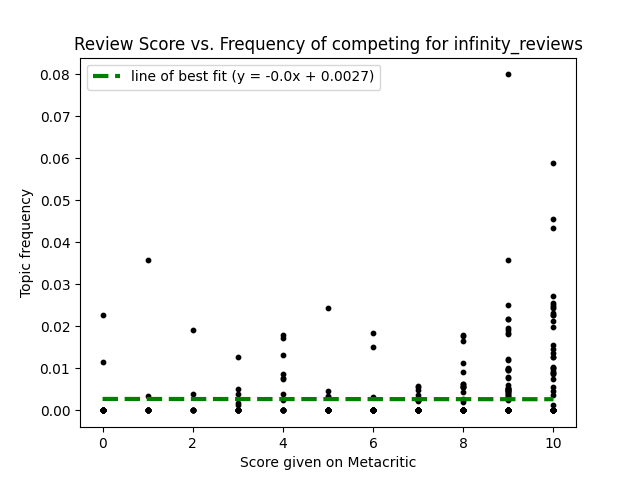 Review Score vs. Frequency of competing for infinity_reviews
line of best fit (y = -0.0x + 0.0027)
0.08
0.07
0.06
0.05
0.04
0.03
0.02
0.01
0.00
Topic frequency
0 2 4 6 8 10
Score given on Metacritic